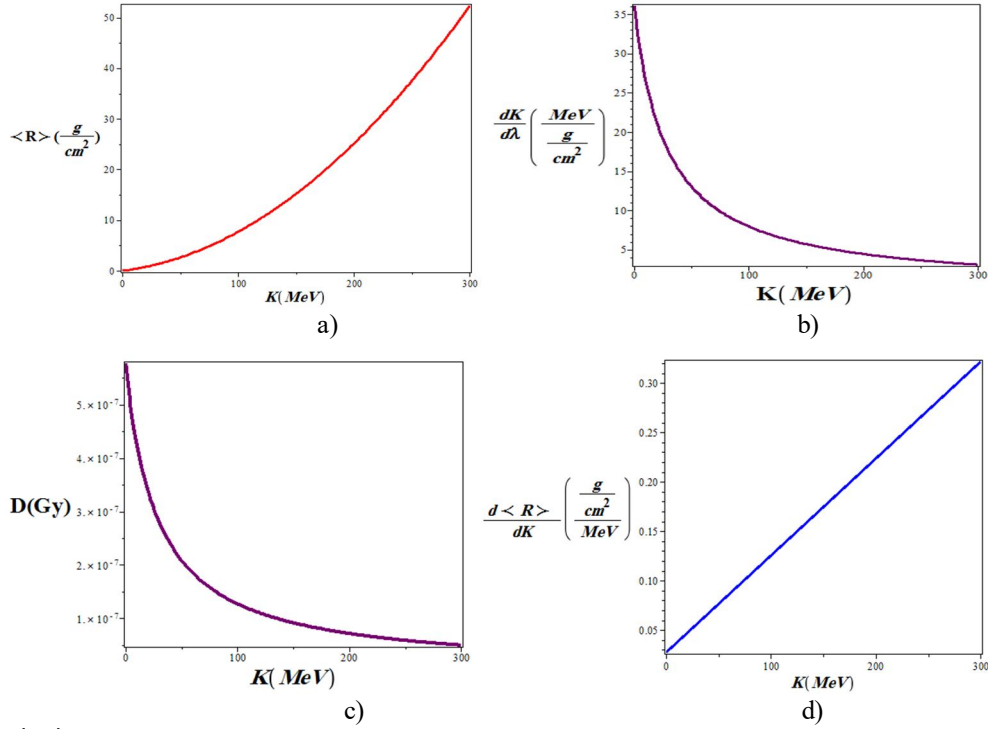 50
40
30
20
10
0
≺R≻(g/cm²)
0 100 200 300
K(MeV)
a)
35
30
25
20
15
10
5
dK/dλ (MeV/(g/cm²))
0 100 200 300
K(MeV)
b)
5.×10⁻⁷
4.×10⁻⁷
3.×10⁻⁷
2.×10⁻⁷
1.×10⁻⁷
D(Gy)
0 100 200 300
K(MeV)
c)
0.30
0.25
0.20
0.15
0.10
0.05
d≺R≻/dK ((g/cm²)/MeV)
0 100 200 300
K(MeV)
d)